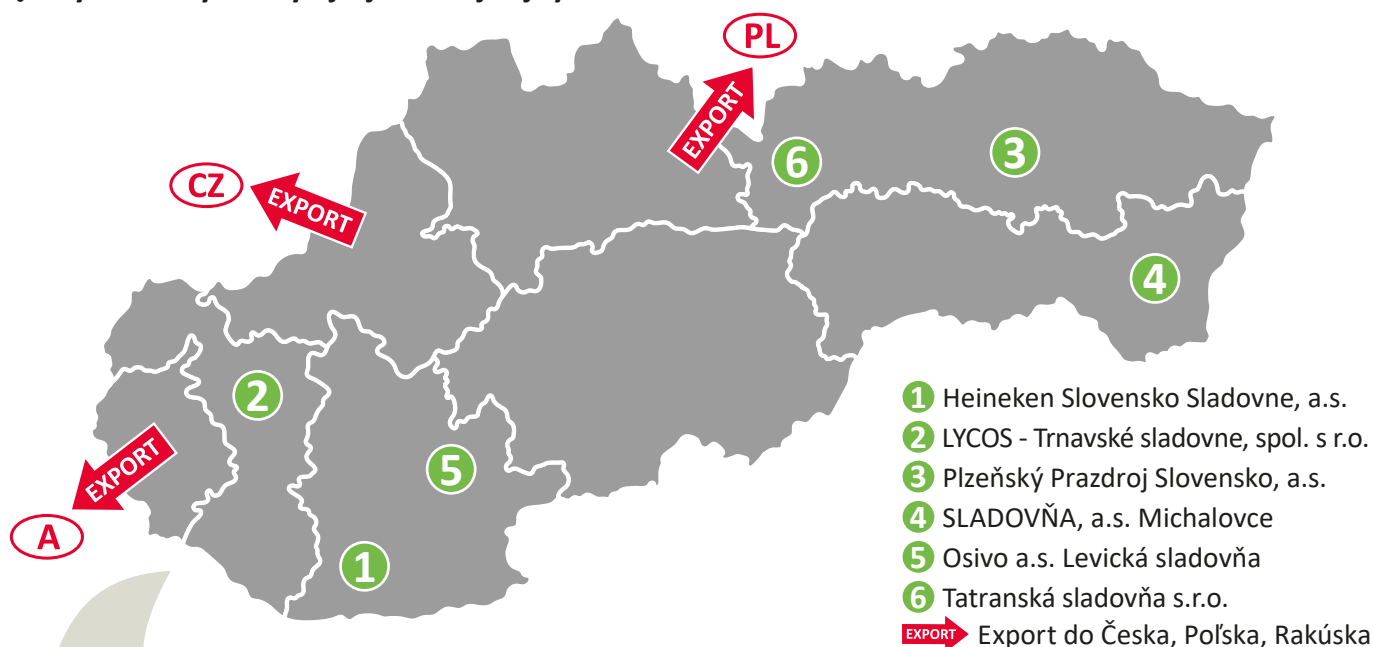 PL
EXPORT
6
3
CZ
EXPORT
4
2
EXPORT
5
A
1
1 Heineken Slovensko Sladovne, a.s.
2 LYCOS - Trnavské sladovne, spol. s r.o.
3 Plzeňský Prazdroj Slovensko, a.s.
4 SLADOVŇA, a.s. Michalovce
5 Osivo a.s. Levická sladovňa
6 Tatranská sladovňa s.r.o.
EXPORT Export do Česka, Poľska, Rakúska